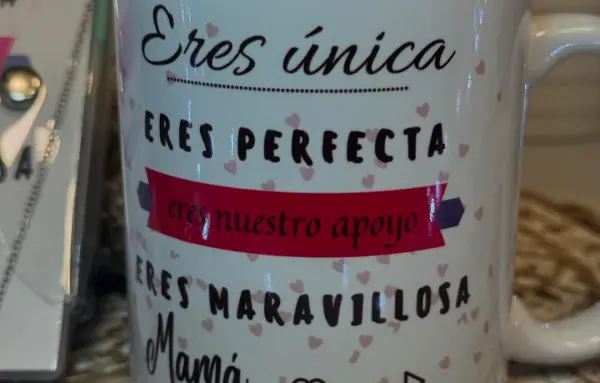 Eres única
ERES PERFECTA
eres nuestro apoyo
ERES MARAVILLOSA
Mamá